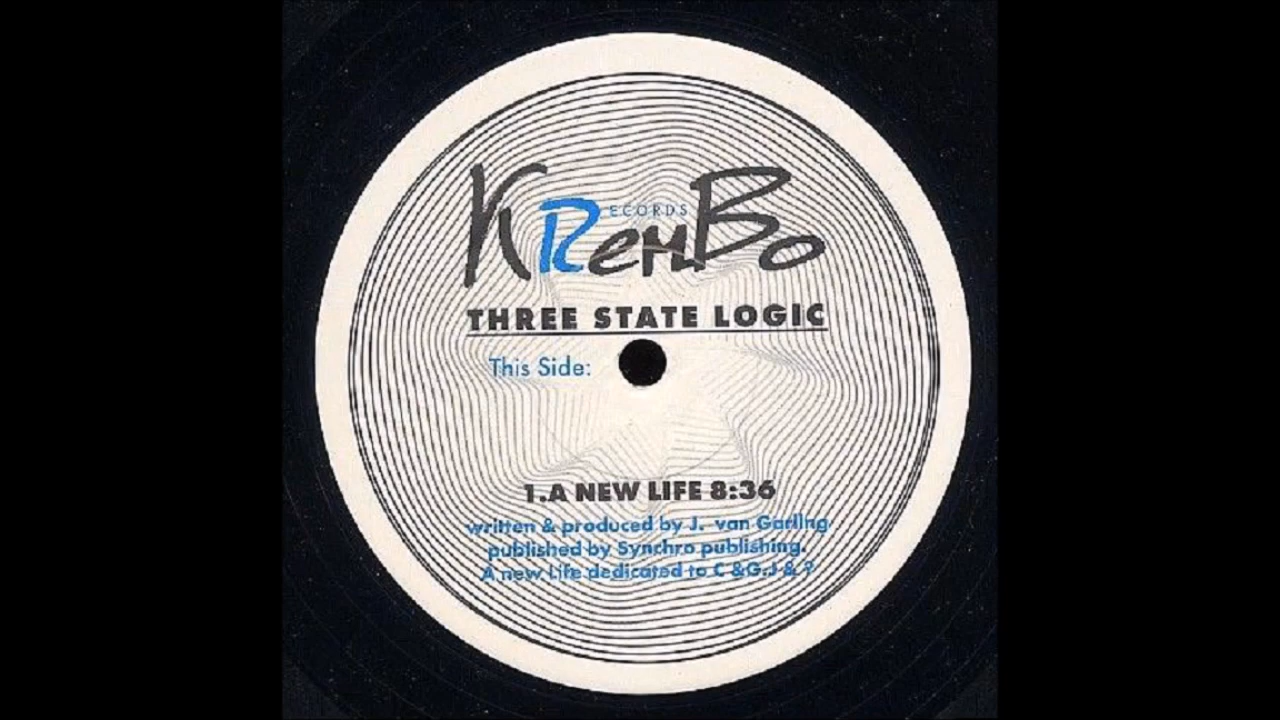 KRemBo
ECORDS
THREE STATE LOGIC
This Side:
1.A NEW LIFE 8:36
written & produced by J. van Garling
published by Synchro publishing.
A new Life dedicated to C &G.J & ?